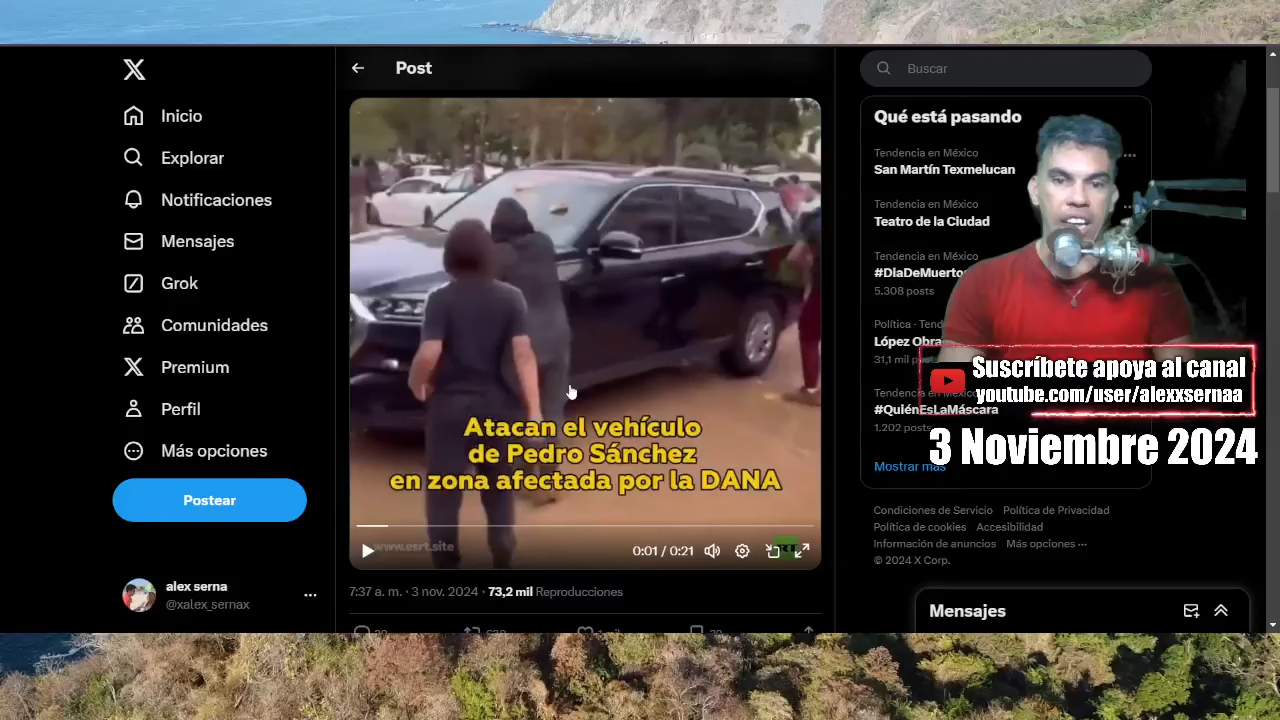 Post
Buscar
Inicio
Explorar
Notificaciones
Mensajes
Grok
Comunidades
Premium
Perfil
Más opciones
Postear
alex serna
@xalex_sernax
Atacan el vehículo
de Pedro Sánchez
en zona afectada por la DANA
www.esrt.site
0:01 / 0:21
RT
7:37 a. m. · 3 nov. 2024 · 73,2 mil Reproducciones
Qué está pasando
Tendencia en México
San Martín Texmelucan
Tendencia en México
Teatro de la Ciudad
Tendencia en México
#DiaDeMuerto
5.308 posts
Política · Tend
López Obra
31,1 mil
Tendencia en México
#QuiénEsLaMáscara
1.202 posts
Mostrar más
Suscríbete apoya al canal
youtube.com/user/alexxsernaa
3 Noviembre 2024
Condiciones de Servicio Política de Privacidad
Política de cookies Accesibilidad
Información de anuncios Más opciones ···
© 2024 X Corp.
Mensajes